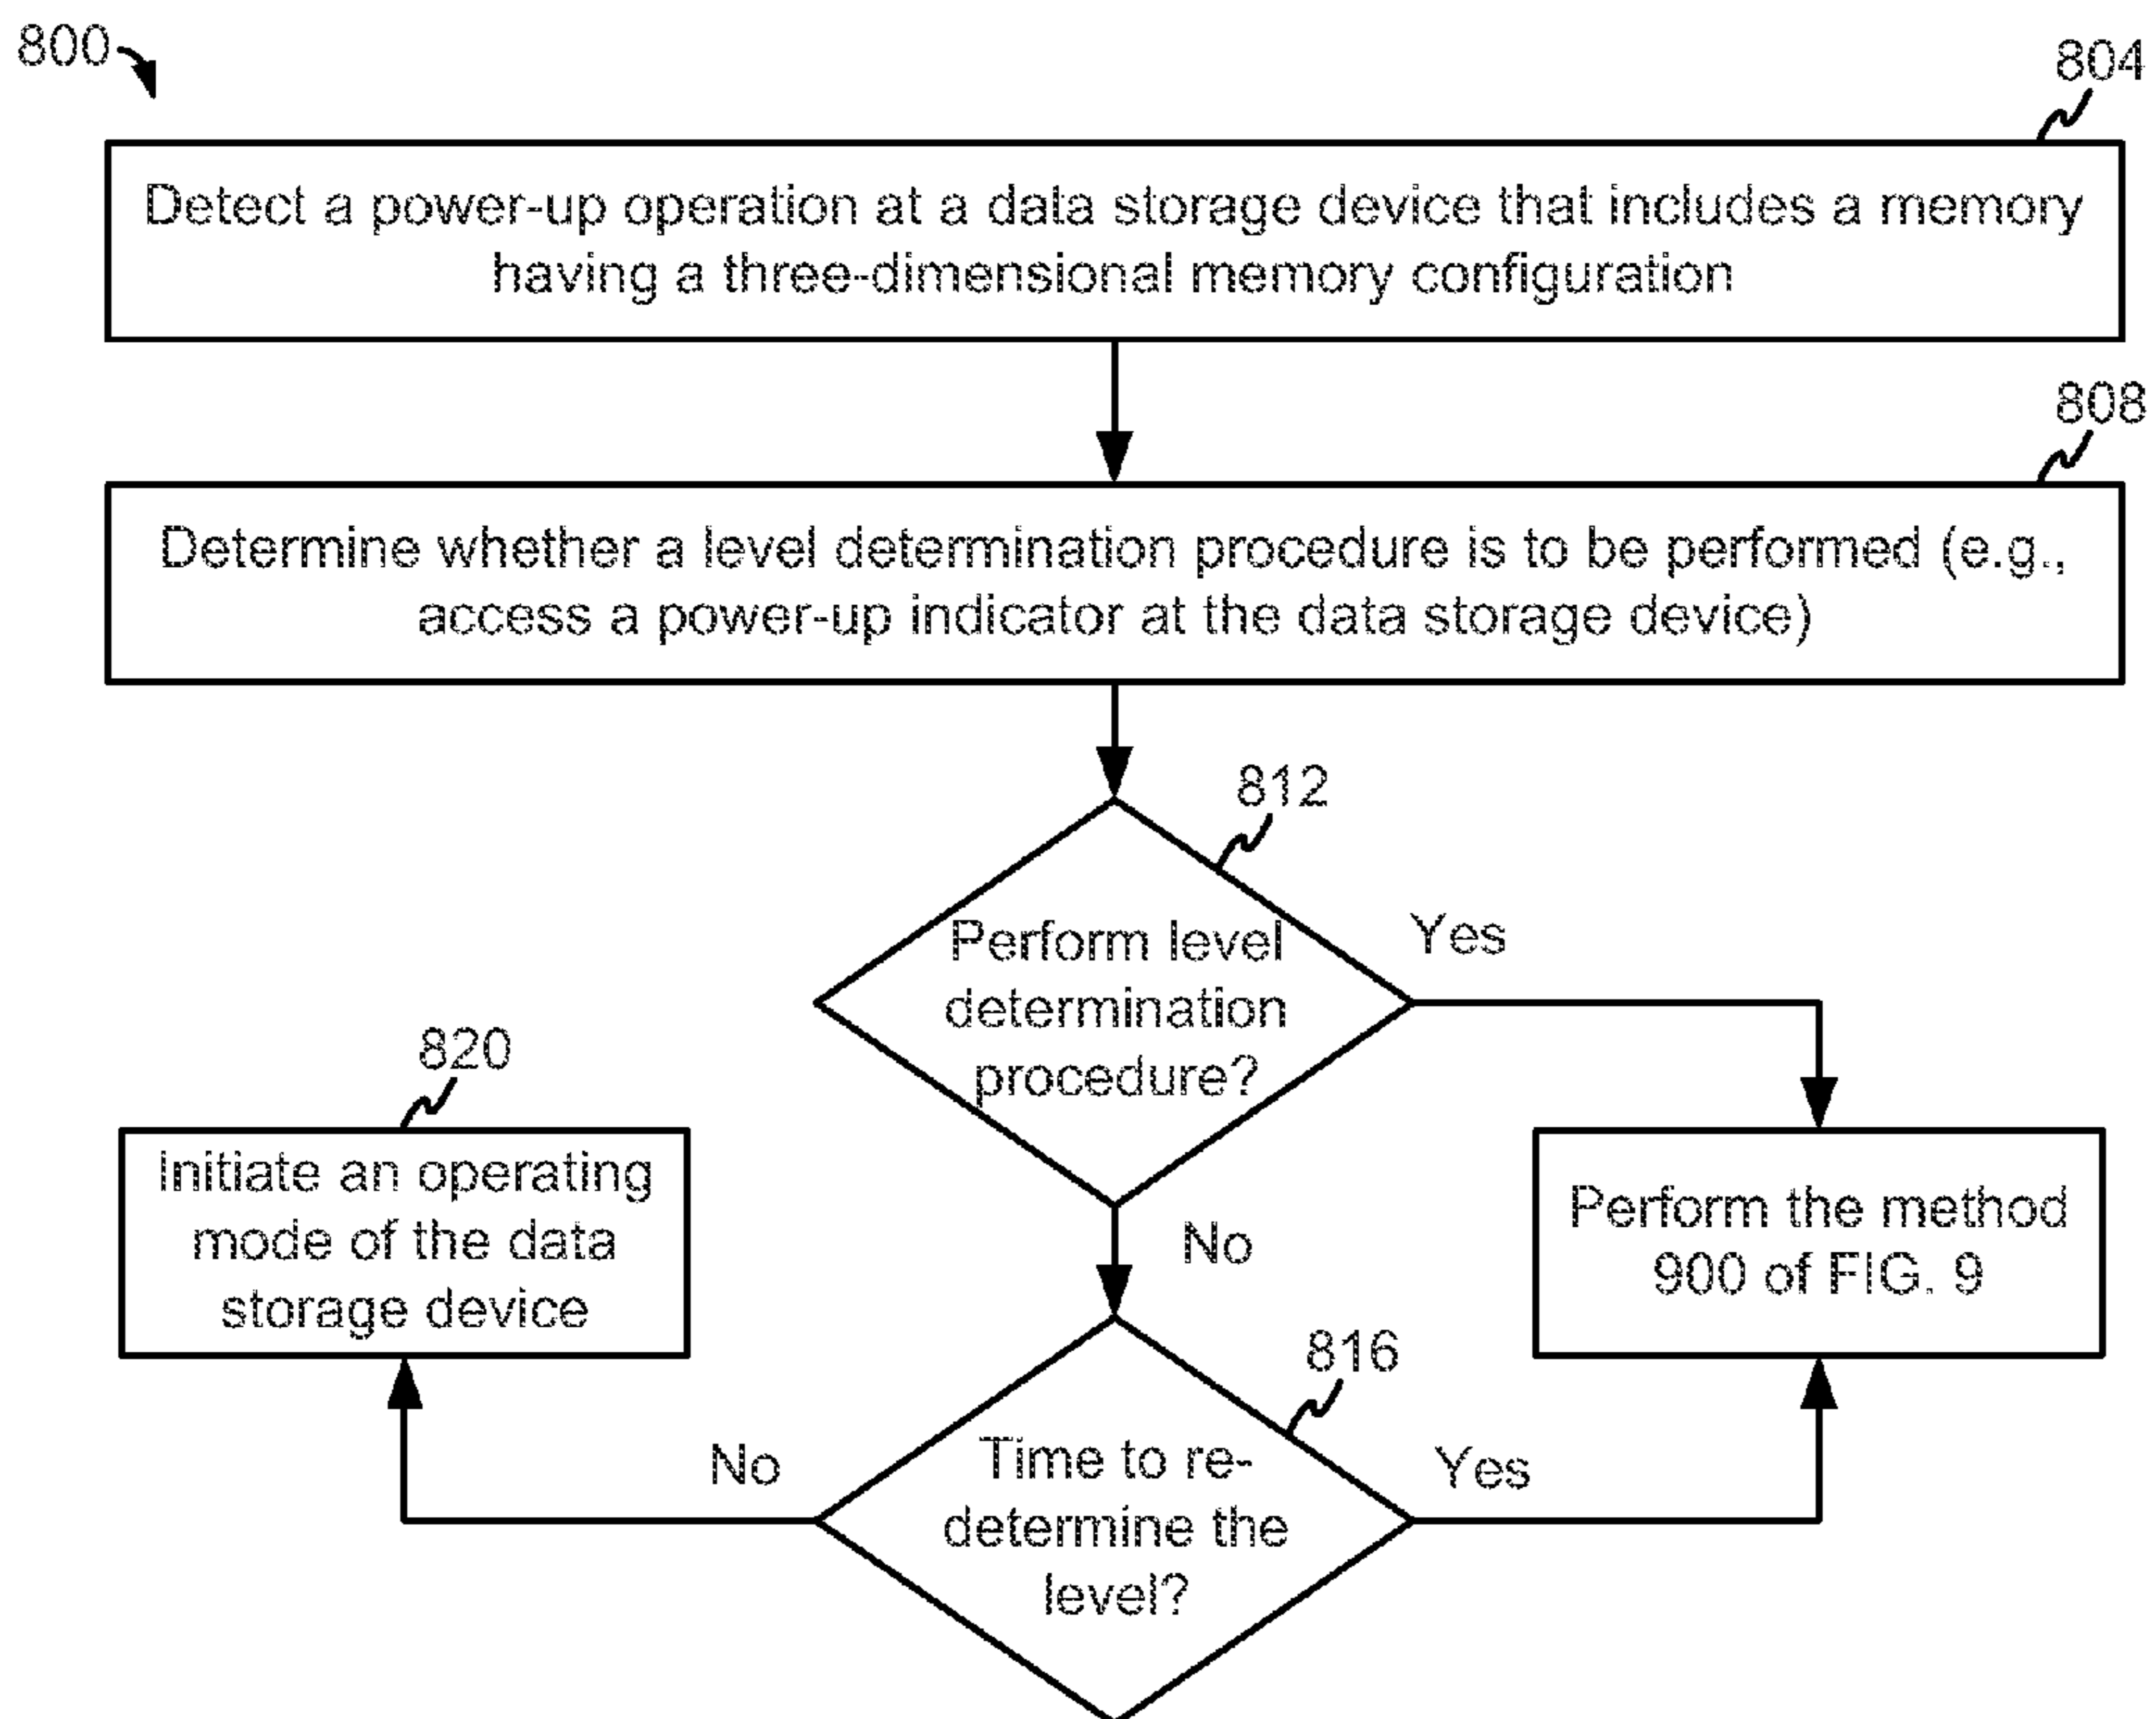 800
804
Detect a power-up operation at a data storage device that includes a memory
having a three-dimensional memory configuration
808
Determine whether a level determination procedure is to be performed (e.g.,
access a power-up indicator at the data storage device)
812
Perform level
determination
procedure?
Yes
No
820
Initiate an operating
mode of the data
storage device
Perform the method
900 of FIG. 9
816
Time to re-
determine the
level?
No
Yes